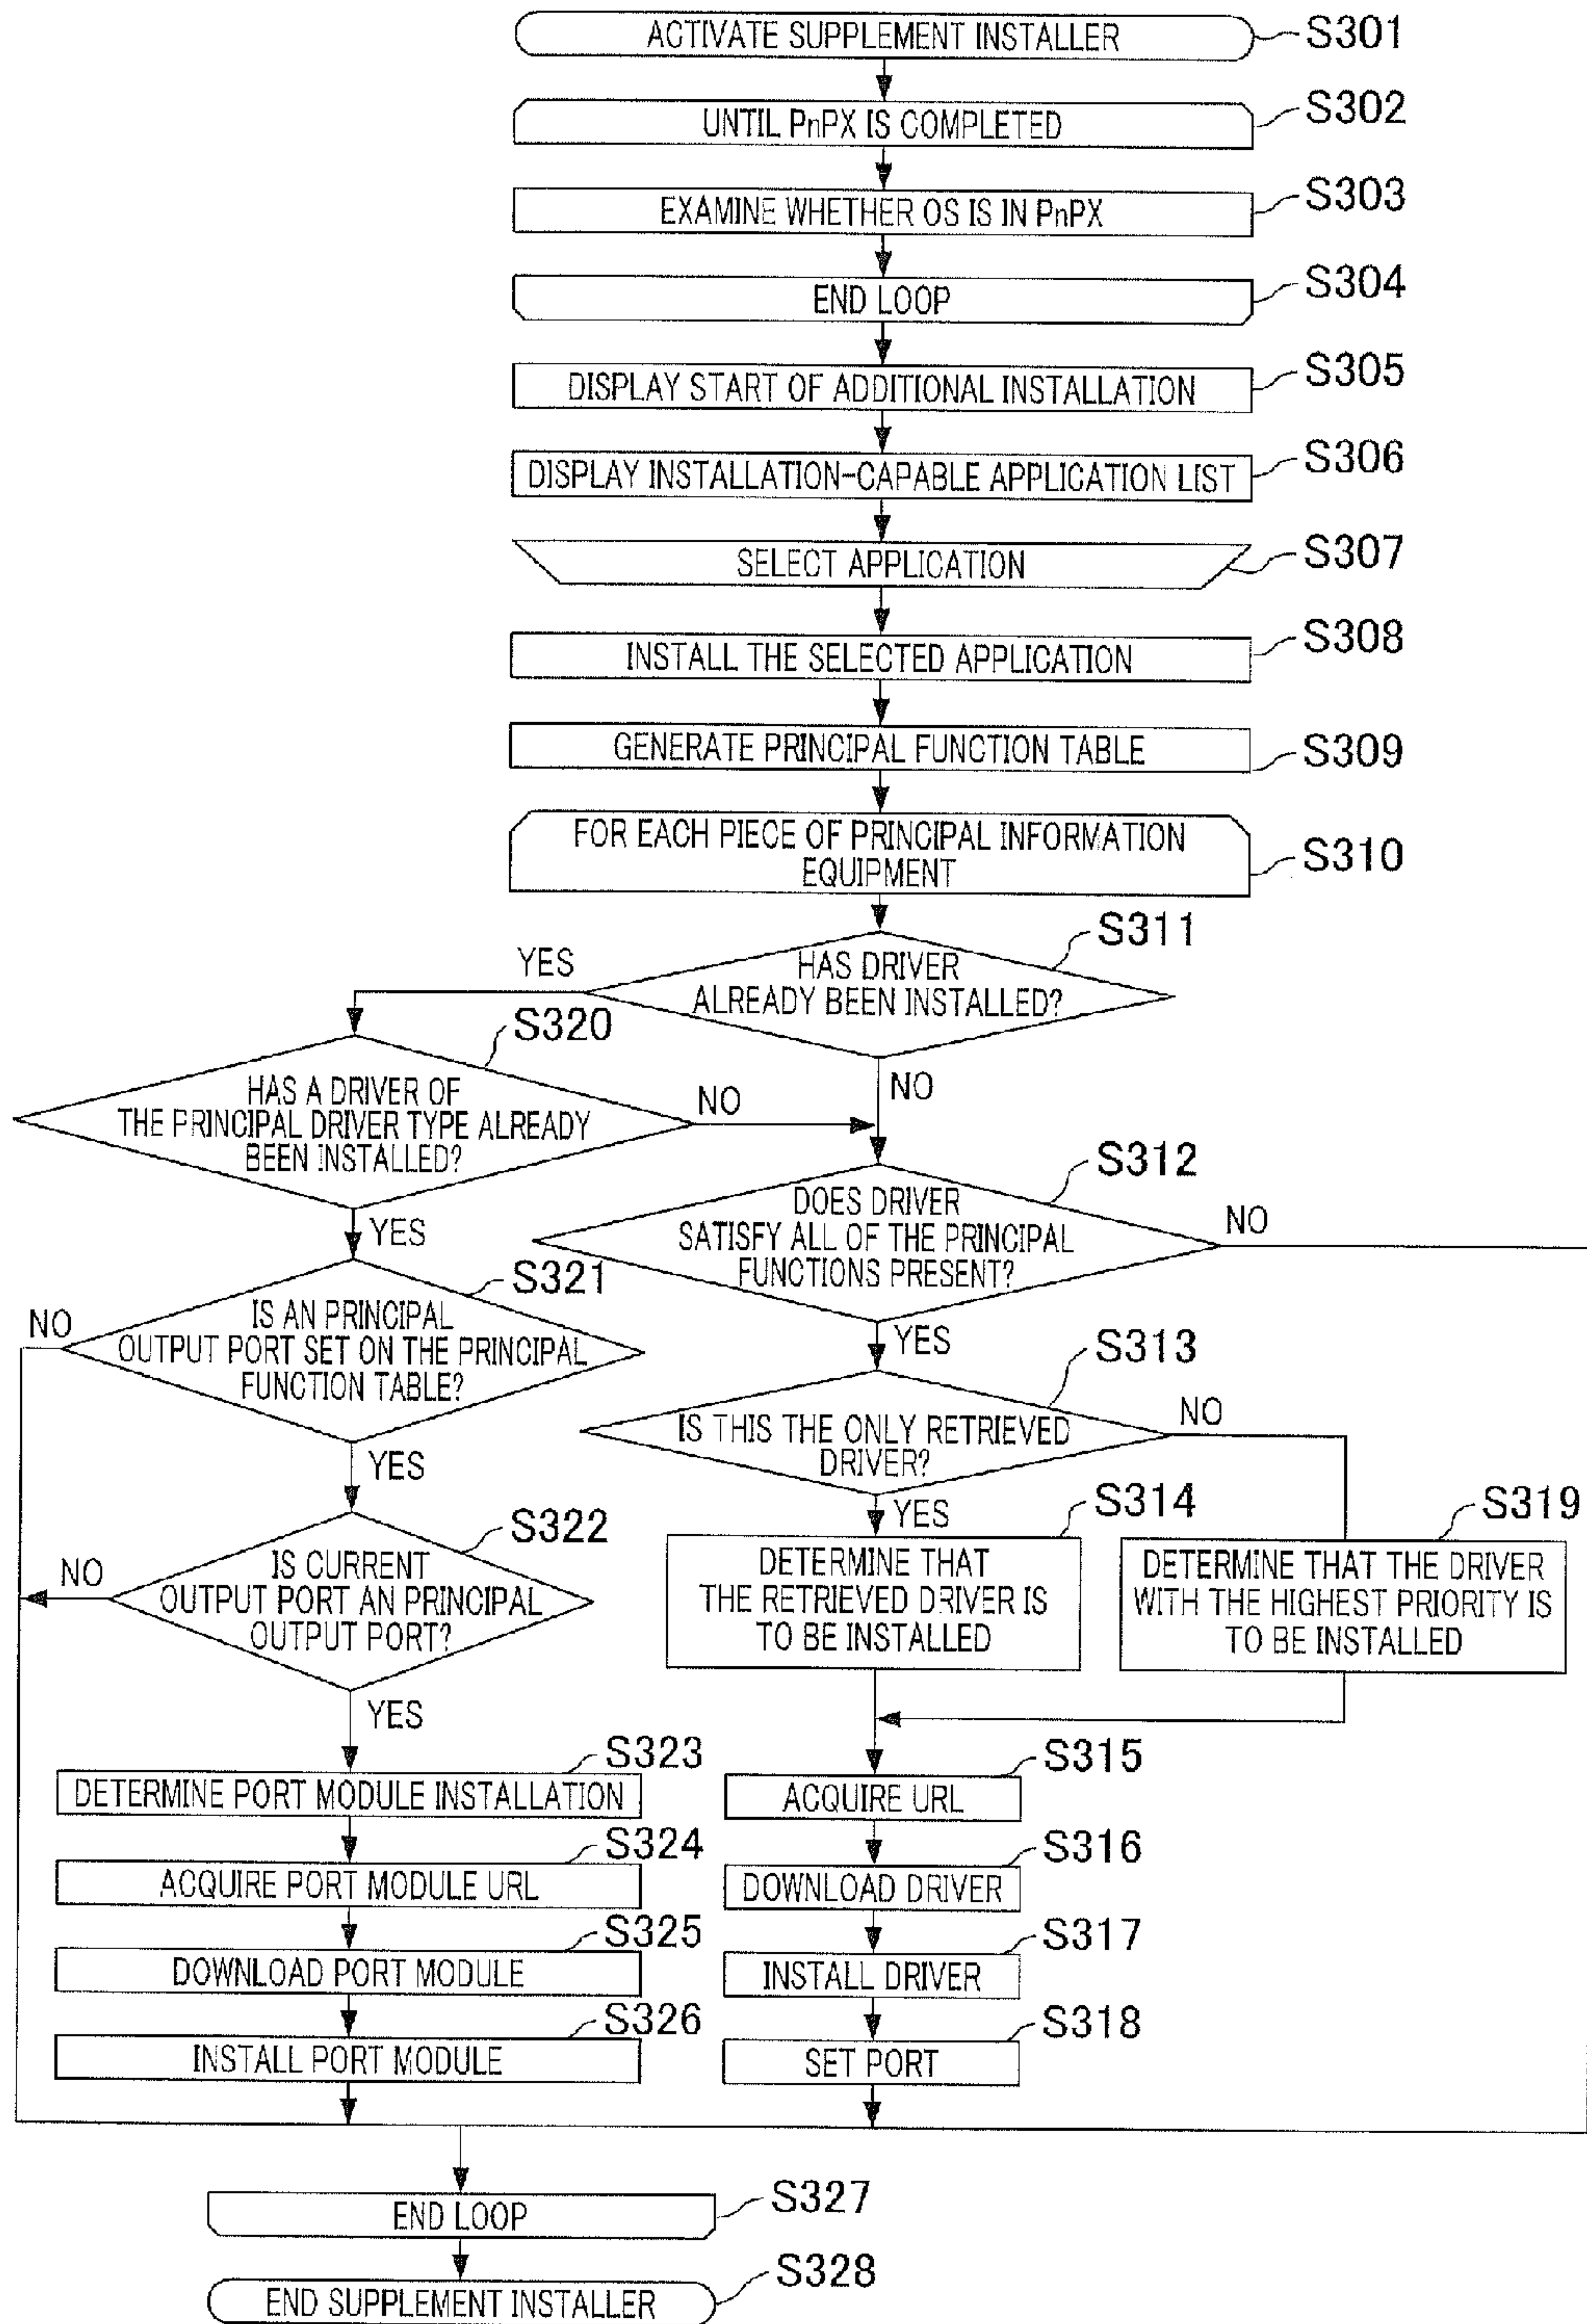 ACTIVATE SUPPLEMENT INSTALLER
S301
UNTIL PnPX IS COMPLETED
S302
EXAMINE WHETHER OS IS IN PnPX
S303
END LOOP
S304
DISPLAY START OF ADDITIONAL INSTALLATION
S305
DISPLAY INSTALLATION-CAPABLE APPLICATION LIST
S306
SELECT APPLICATION
S307
INSTALL THE SELECTED APPLICATION
S308
GENERATE PRINCIPAL FUNCTION TABLE
S309
FOR EACH PIECE OF PRINCIPAL INFORMATION
EQUIPMENT
S310
S311
HAS DRIVER
ALREADY BEEN INSTALLED?
YES
NO
S320
HAS A DRIVER OF
THE PRINCIPAL DRIVER TYPE ALREADY
BEEN INSTALLED?
NO
YES
S312
DOES DRIVER
SATISFY ALL OF THE PRINCIPAL
FUNCTIONS PRESENT?
NO
YES
S321
IS AN PRINCIPAL
OUTPUT PORT SET ON THE PRINCIPAL
FUNCTION TABLE?
NO
YES
S313
IS THIS THE ONLY RETRIEVED
DRIVER?
NO
YES
S322
IS CURRENT
OUTPUT PORT AN PRINCIPAL
OUTPUT PORT?
NO
YES
S314
DETERMINE THAT
THE RETRIEVED DRIVER IS
TO BE INSTALLED
S319
DETERMINE THAT THE DRIVER
WITH THE HIGHEST PRIORITY IS
TO BE INSTALLED
S323
DETERMINE PORT MODULE INSTALLATION
S315
ACQUIRE URL
S324
ACQUIRE PORT MODULE URL
S316
DOWNLOAD DRIVER
S325
DOWNLOAD PORT MODULE
S317
INSTALL DRIVER
S326
INSTALL PORT MODULE
S318
SET PORT
END LOOP
S327
END SUPPLEMENT INSTALLER
S328